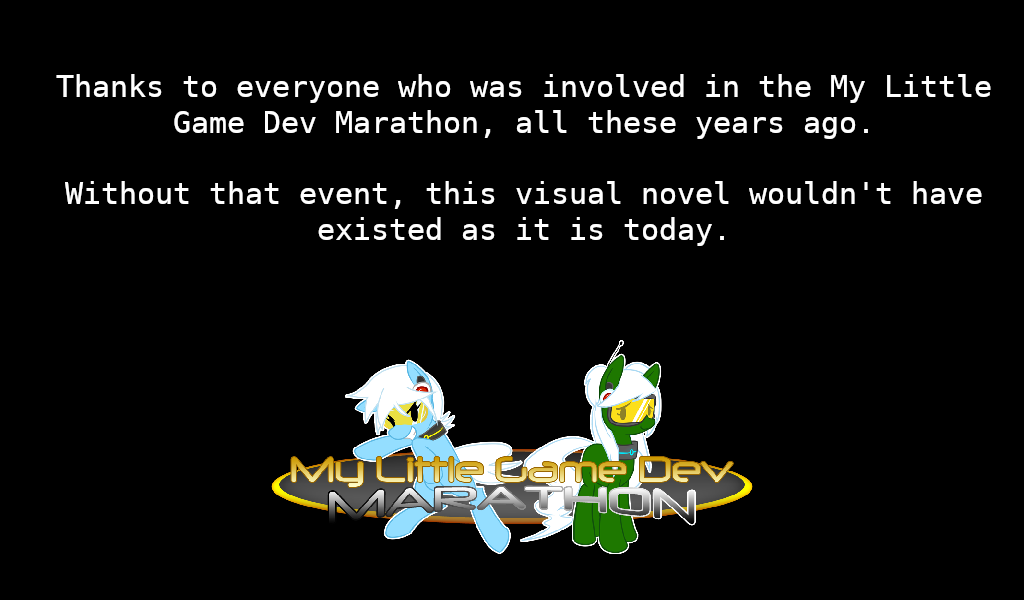 Thanks to everyone who was involved in the My Little
Game Dev Marathon, all these years ago.
Without that event, this visual novel wouldn't have
existed as it is today.
My Little Game Dev
MARATHON